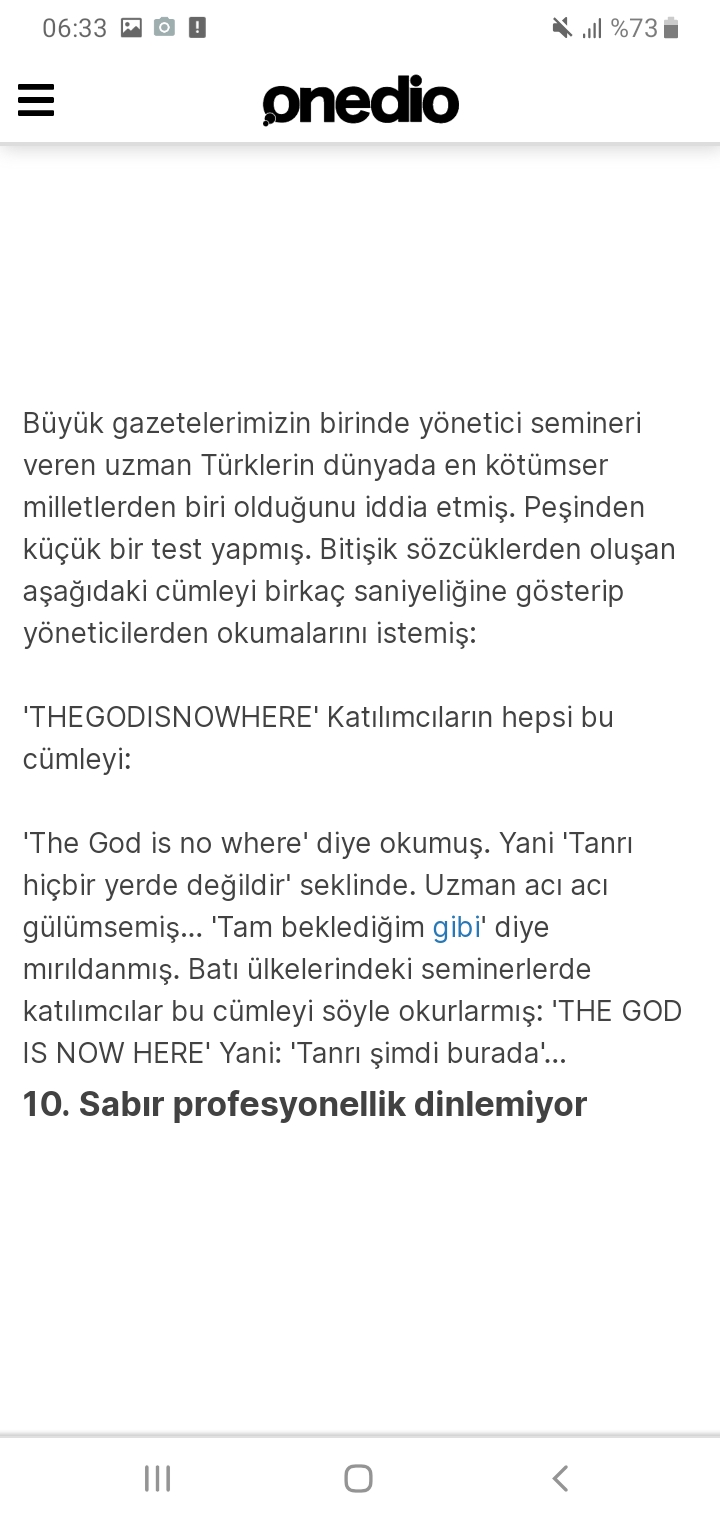 06:33 %73
onedio
Büyük gazetelerimizin birinde yönetici semineri
veren uzman Türklerin dünyada en kötümser
milletlerden biri olduğunu iddia etmiş. Peşinden
küçük bir test yapmış. Bitişik sözcüklerden oluşan
aşağıdaki cümleyi birkaç saniyeliğine gösterip
yöneticilerden okumalarını istemiş:
'THEGODISNOWHERE' Katılımcıların hepsi bu
cümleyi:
'The God is no where' diye okumuş. Yani 'Tanrı
hiçbir yerde değildir' seklinde. Uzman acı acı
gülümsemiş... 'Tam beklediğim gibi' diye
mırıldanmış. Batı ülkelerindeki seminerlerde
katılımcılar bu cümleyi söyle okurlarmış: 'THE GOD
IS NOW HERE' Yani: 'Tanrı şimdi burada'...
10. Sabır profesyonellik dinlemiyor